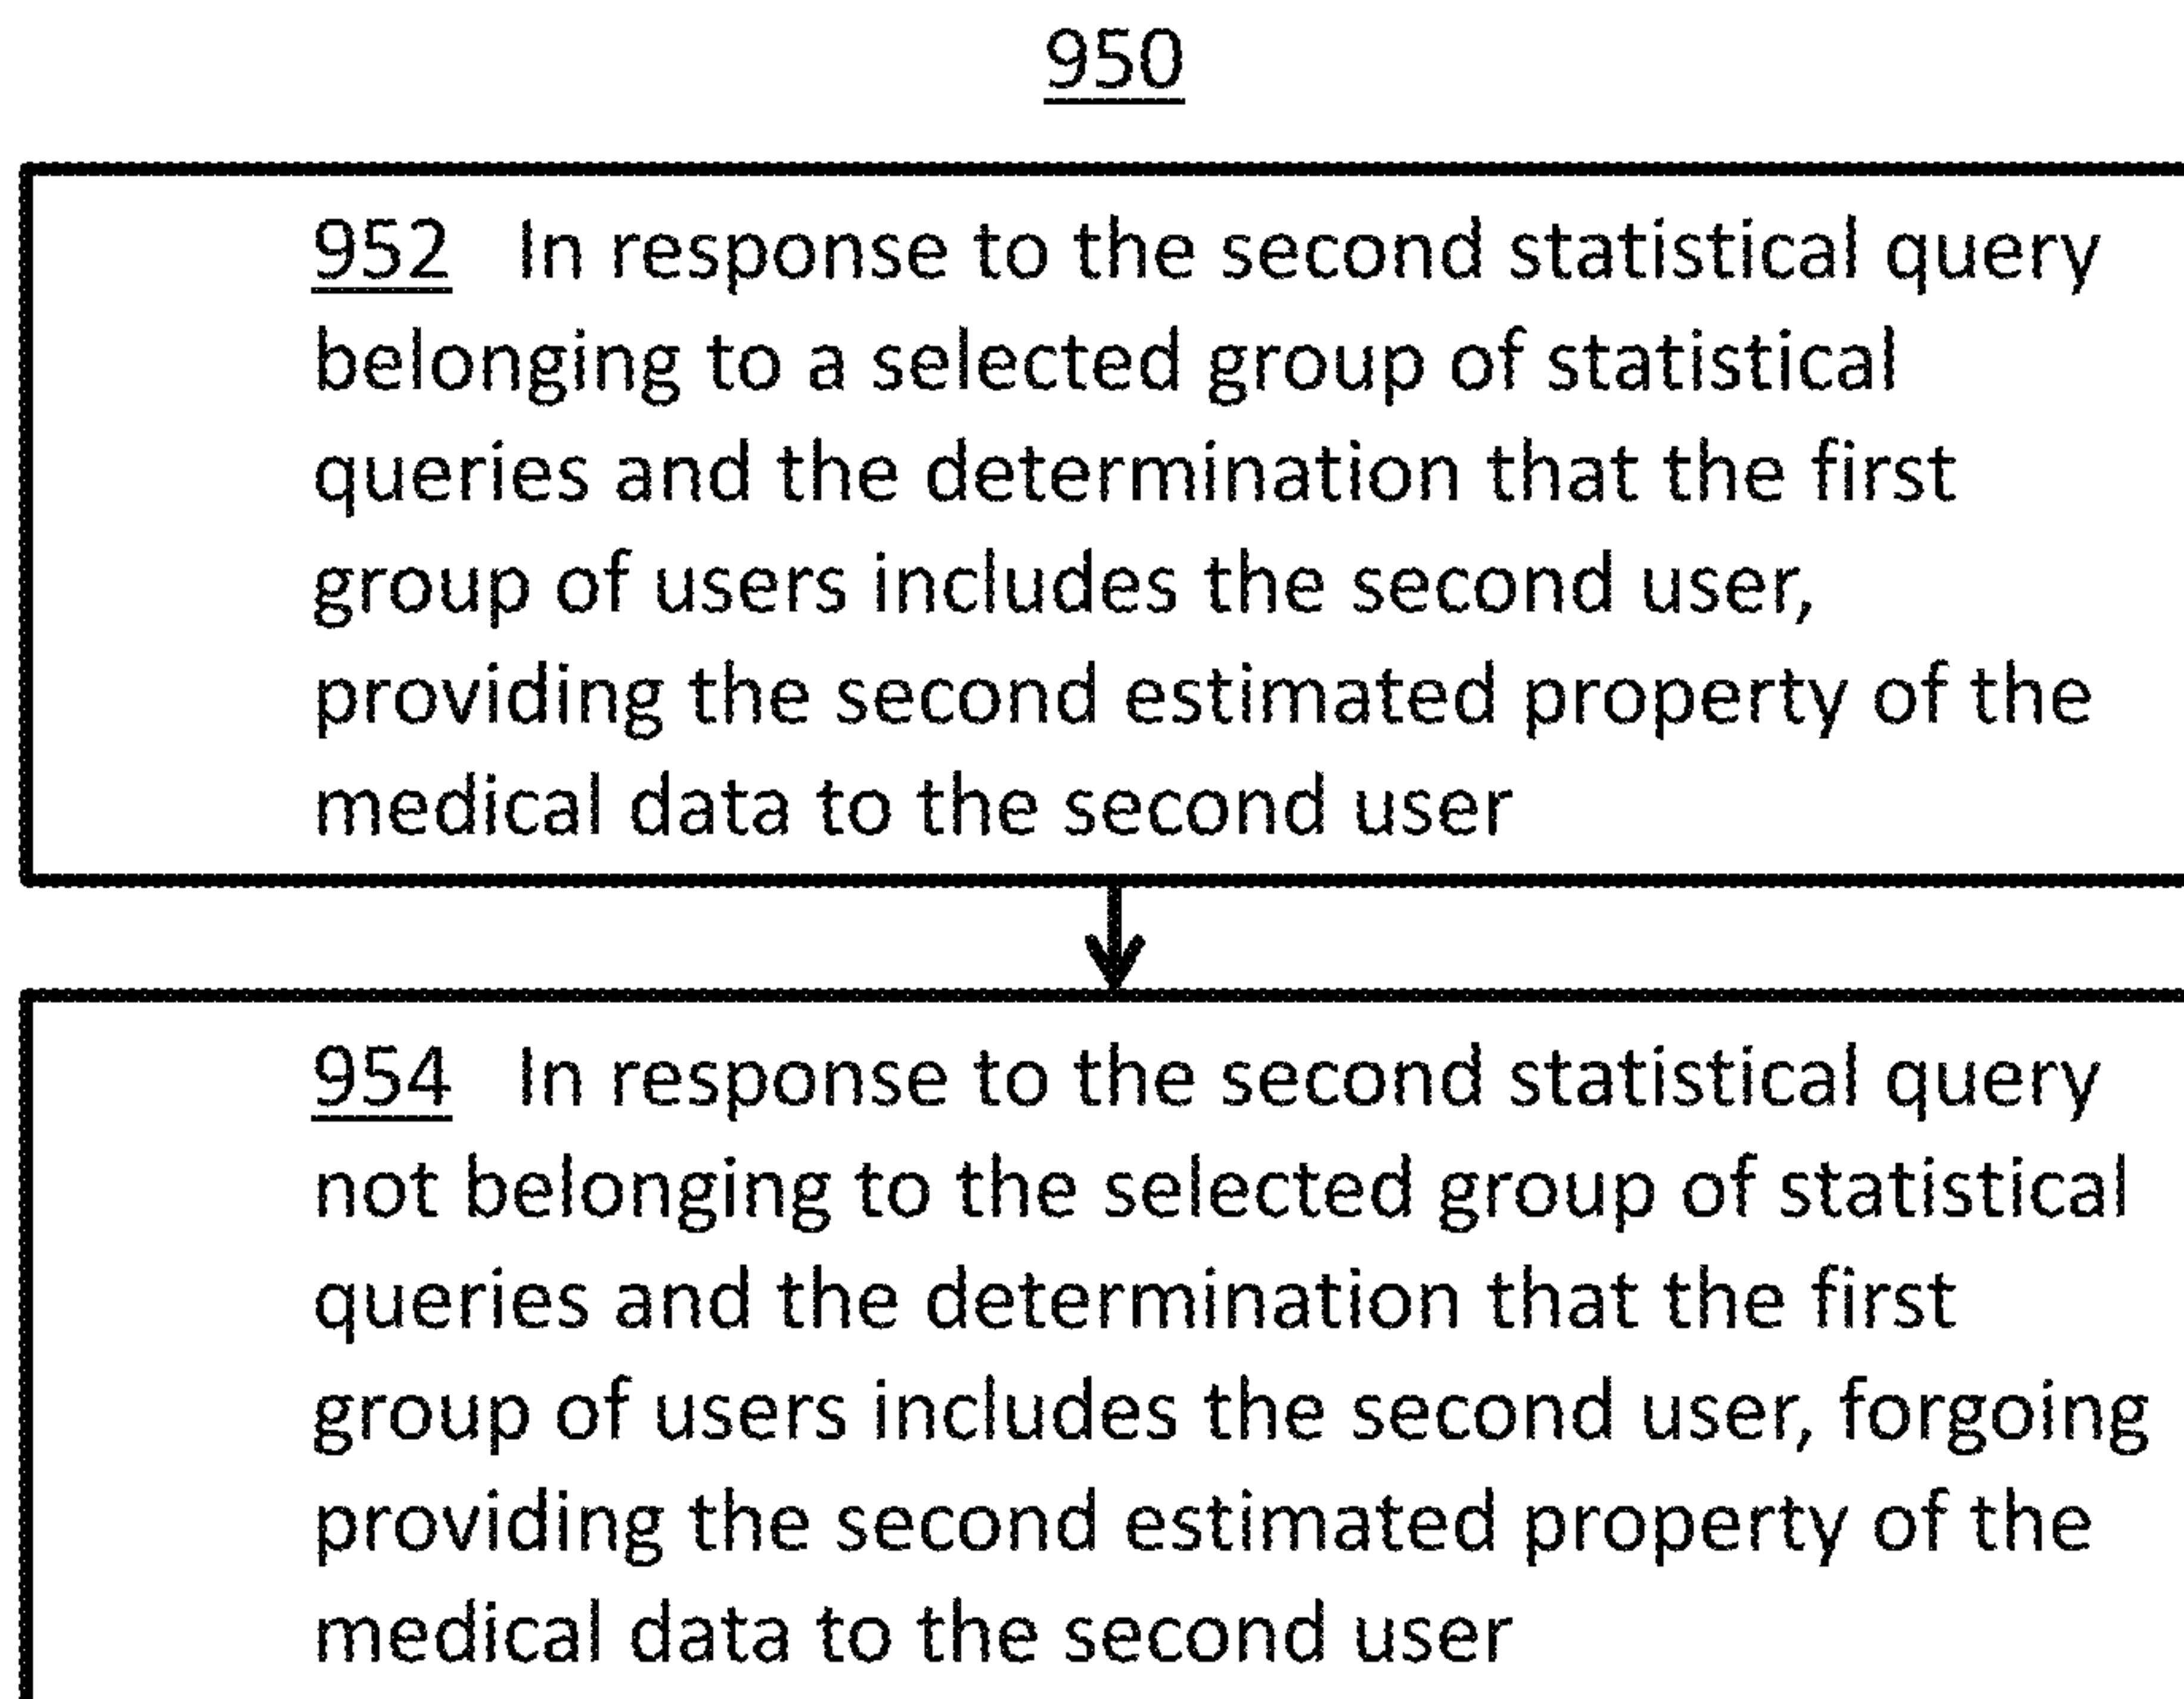 950
952 In response to the second statistical query
belonging to a selected group of statistical
queries and the determination that the first
group of users includes the second user,
providing the second estimated property of the
medical data to the second user
954 In response to the second statistical query
not belonging to the selected group of statistical
queries and the determination that the first
group of users includes the second user, forgoing
providing the second estimated property of the
medical data to the second user